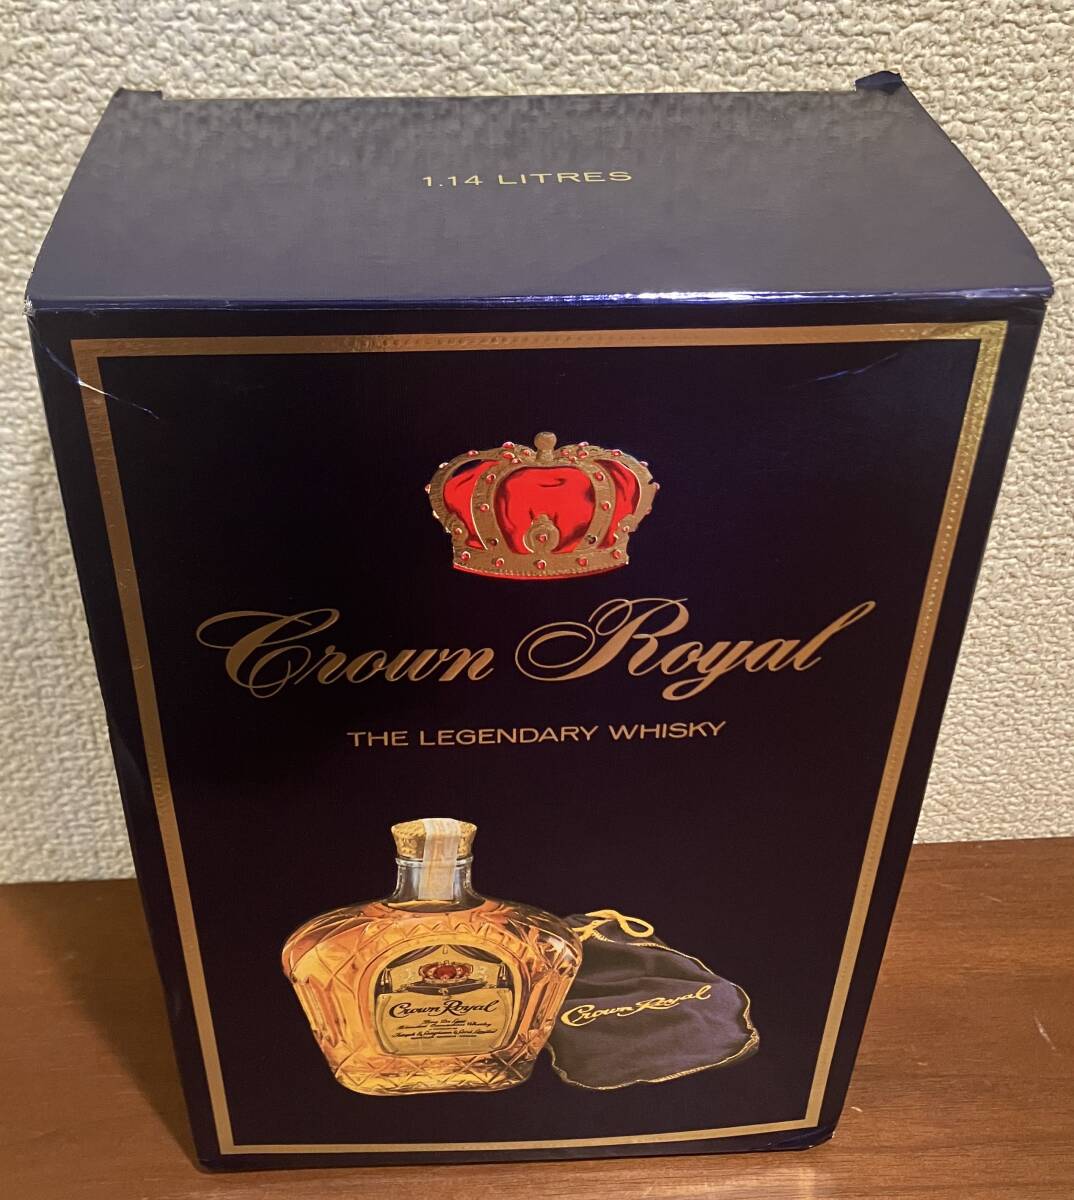 1.14 LITRES
Crown Royal
THE LEGENDARY WHISKY
Crown Royal
Crown Royal